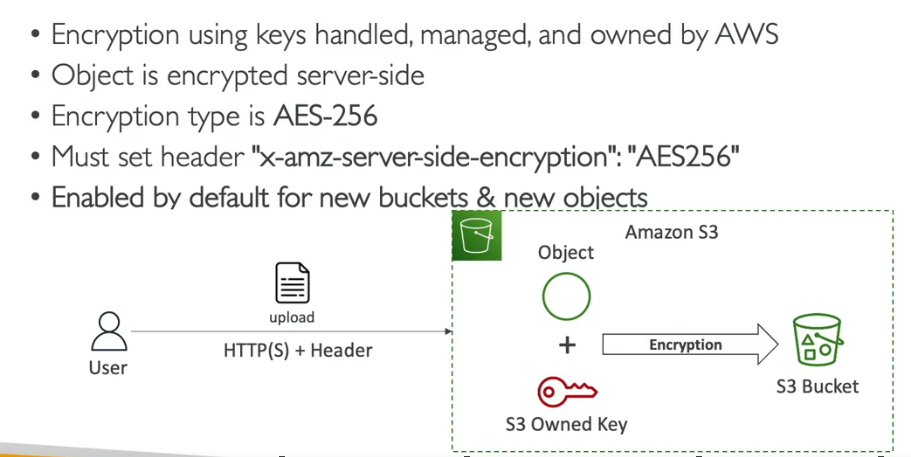 • Encryption using keys handled, managed, and owned by AWS
• Object is encrypted server-side
• Encryption type is AES-256
• Must set header "x-amz-server-side-encryption": "AES256"
• Enabled by default for new buckets & new objects
Amazon S3
Object
upload
HTTP(S) + Header
User
+
Encryption
S3 Bucket
S3 Owned Key